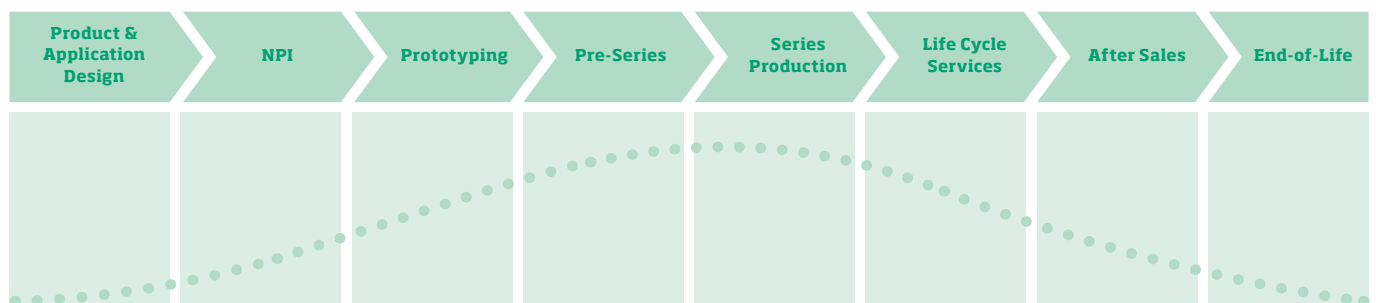 Product &
Application
Design
NPI
Prototyping
Pre-Series
Series
Production
Life Cycle
Services
After Sales
End-of-Life